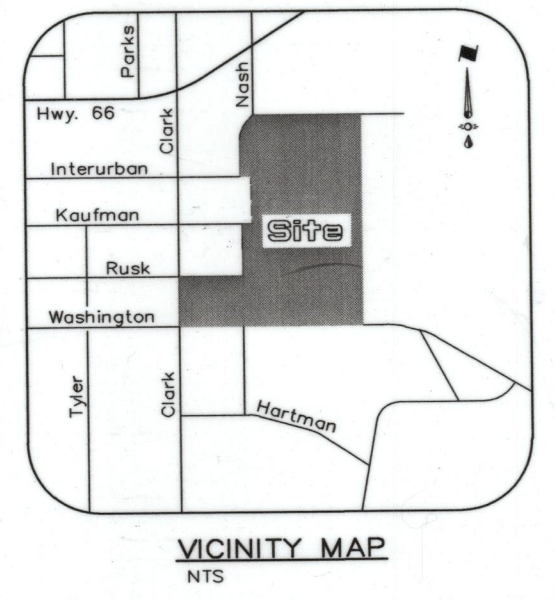 Parks
Nash
Hwy. 66
Clark
Interurban
Kaufman
Site
Rusk
Washington
Tyler
Clark
Hartman
VICINITY MAP
NTS